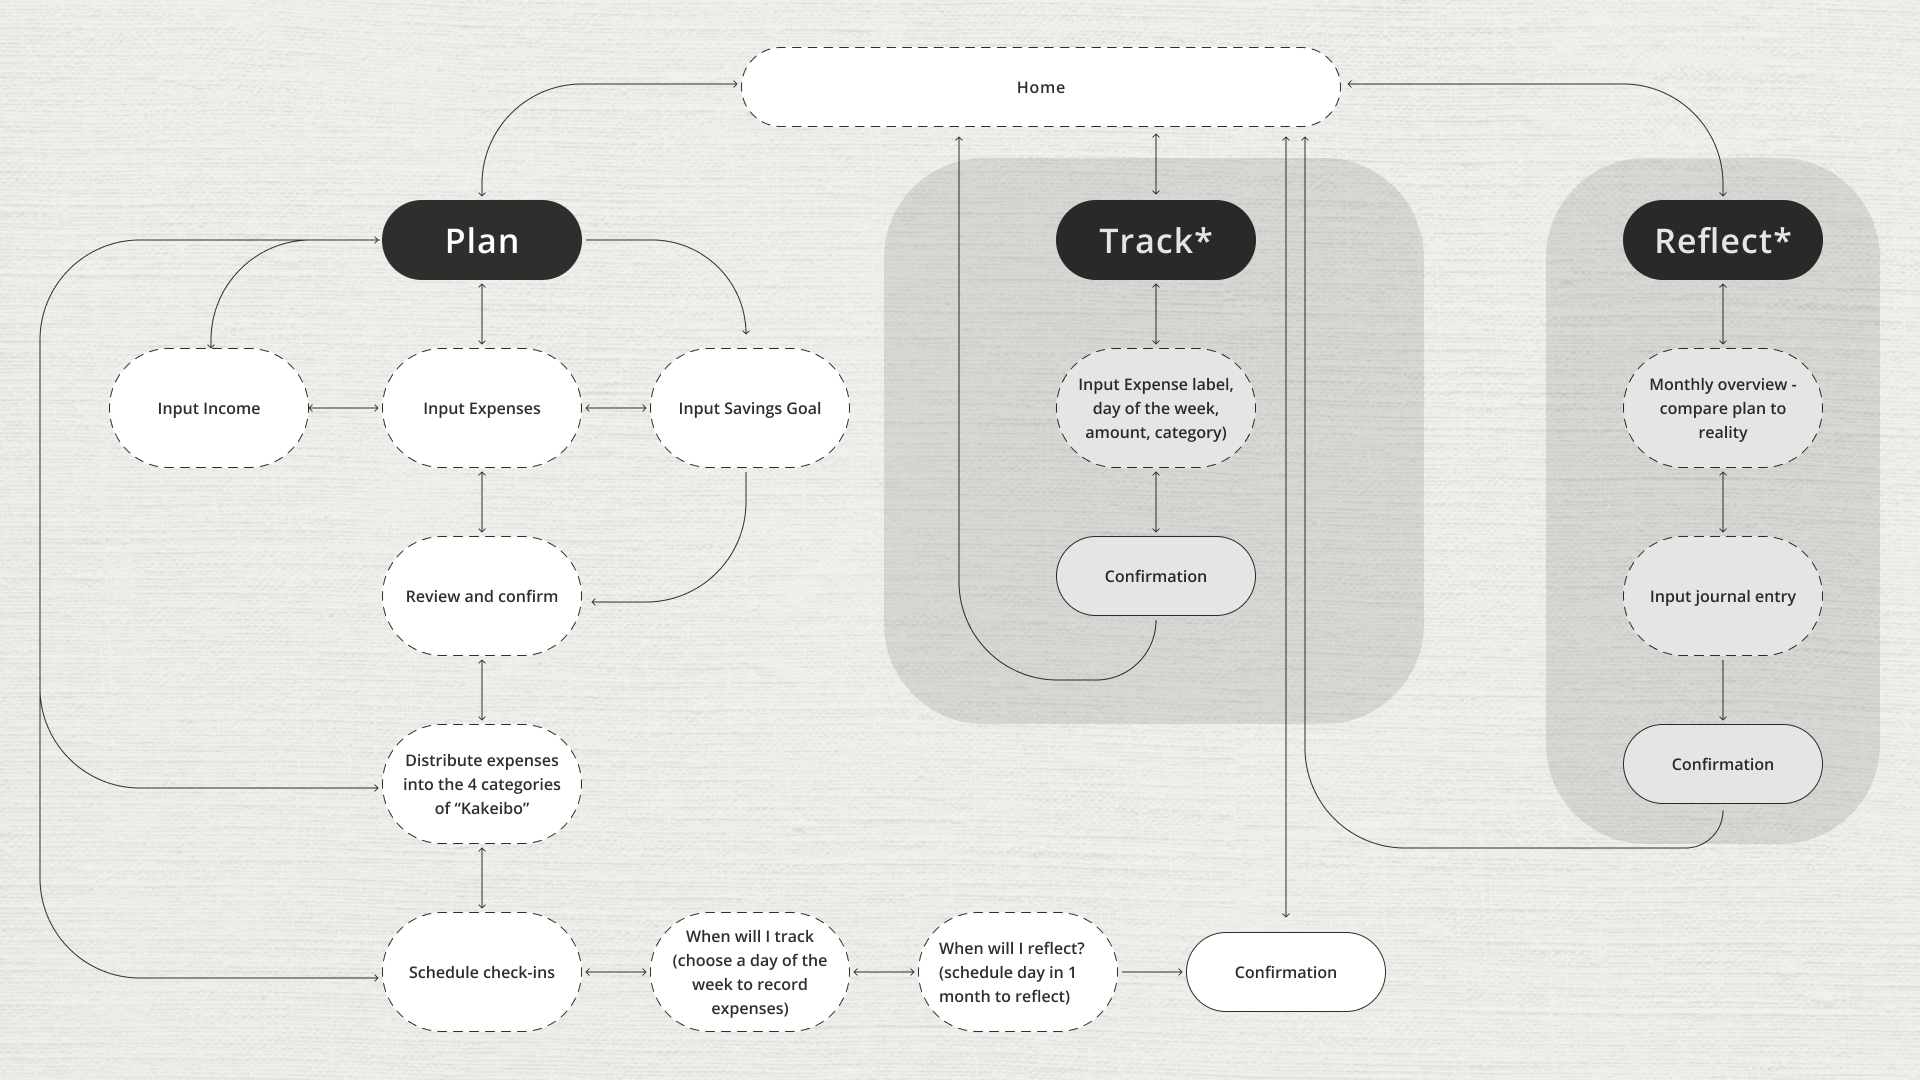 Home
Plan
Track*
Reflect*
Input Income
Input Expenses
Input Savings Goal
Input Expense label,
day of the week,
amount, category)
Monthly overview -
compare plan to
reality
Review and confirm
Confirmation
Input journal entry
Distribute expenses
into the 4 categories
of “Kakeibo”
Confirmation
Schedule check-ins
When will I track
(choose a day of the
week to record
expenses)
When will I reflect?
(schedule day in 1
month to reflect)
Confirmation